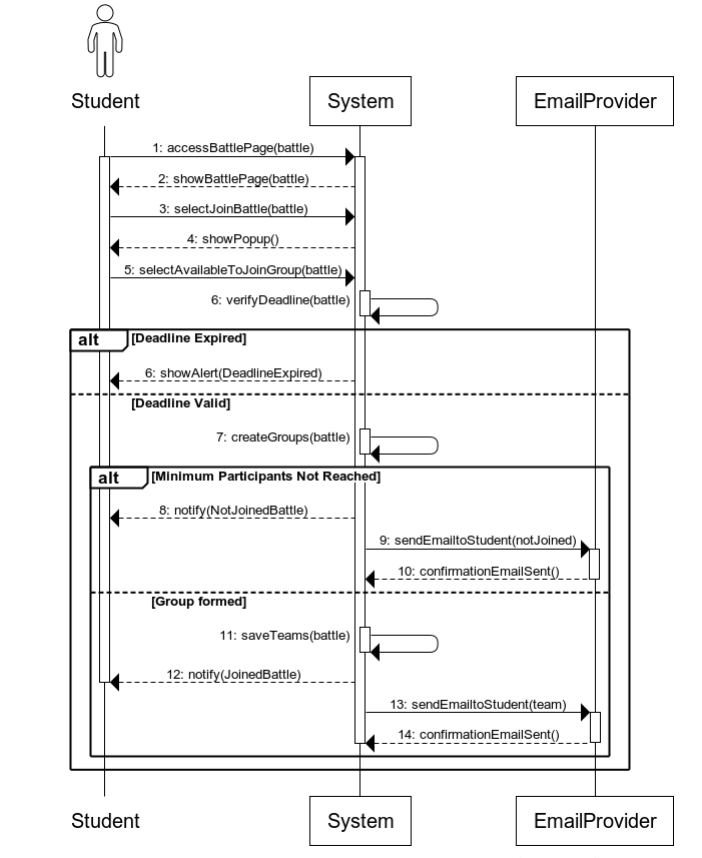 Student
System
EmailProvider
1: accessBattlePage(battle)
2: showBattlePage(battle)
3: selectJoinBattle(battle)
4: showPopup()
5: selectAvailableToJoinGroup(battle)
6: verifyDeadline(battle)
alt [Deadline Expired]
6: showAlert(DeadlineExpired)
[Deadline Valid]
7: createGroups(battle)
alt [Minimum Participants Not Reached]
8: notify(NotJoinedBattle)
9: sendEmailtoStudent(notJoined)
10: confirmationEmailSent()
[Group formed]
11: saveTeams(battle)
12: notify(JoinedBattle)
13: sendEmailtoStudent(team)
14: confirmationEmailSent()
Student
System
EmailProvider